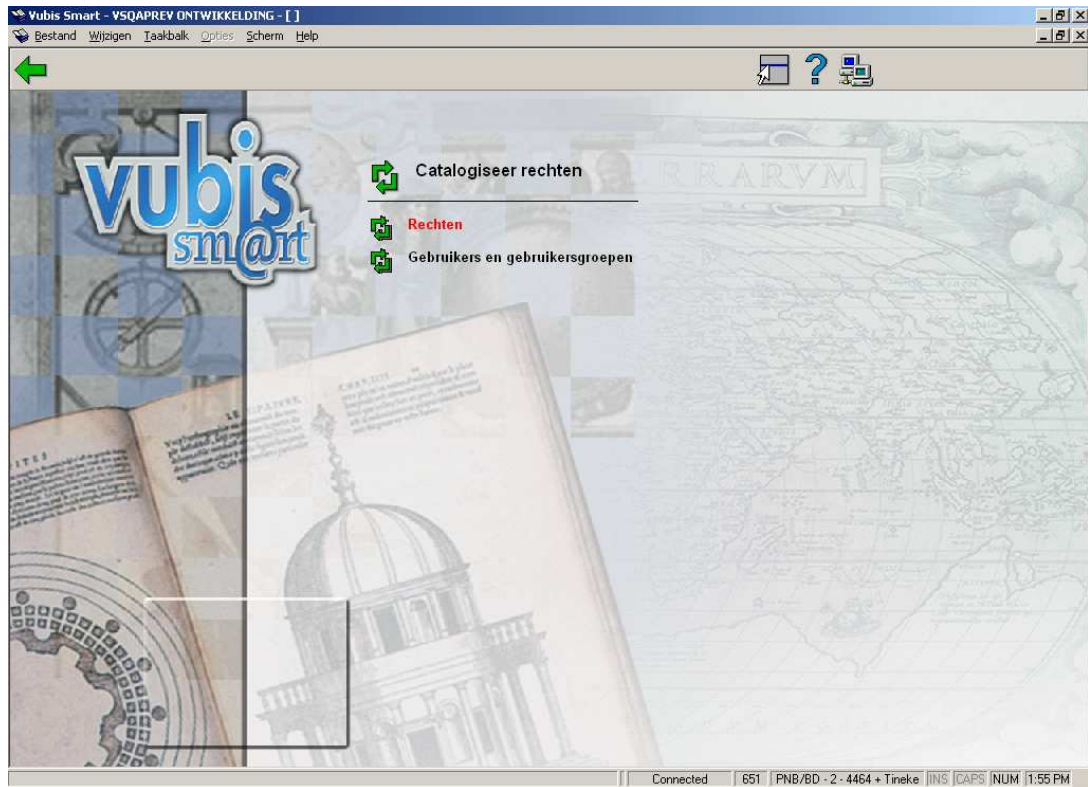 Vubis Smart - VSQAPREV ONTWIKKELDING - [ ]
Bestand Wijzigen Taakbalk Opties Scherm Help
TERRARVM
vubis
sm@rt
Catalogiseer rechten
Rechten
Gebruikers en gebruikersgroepen
Connected 651 PNB/BD - 2 - 4464 + Tineke INS CAPS NUM 1:55 PM